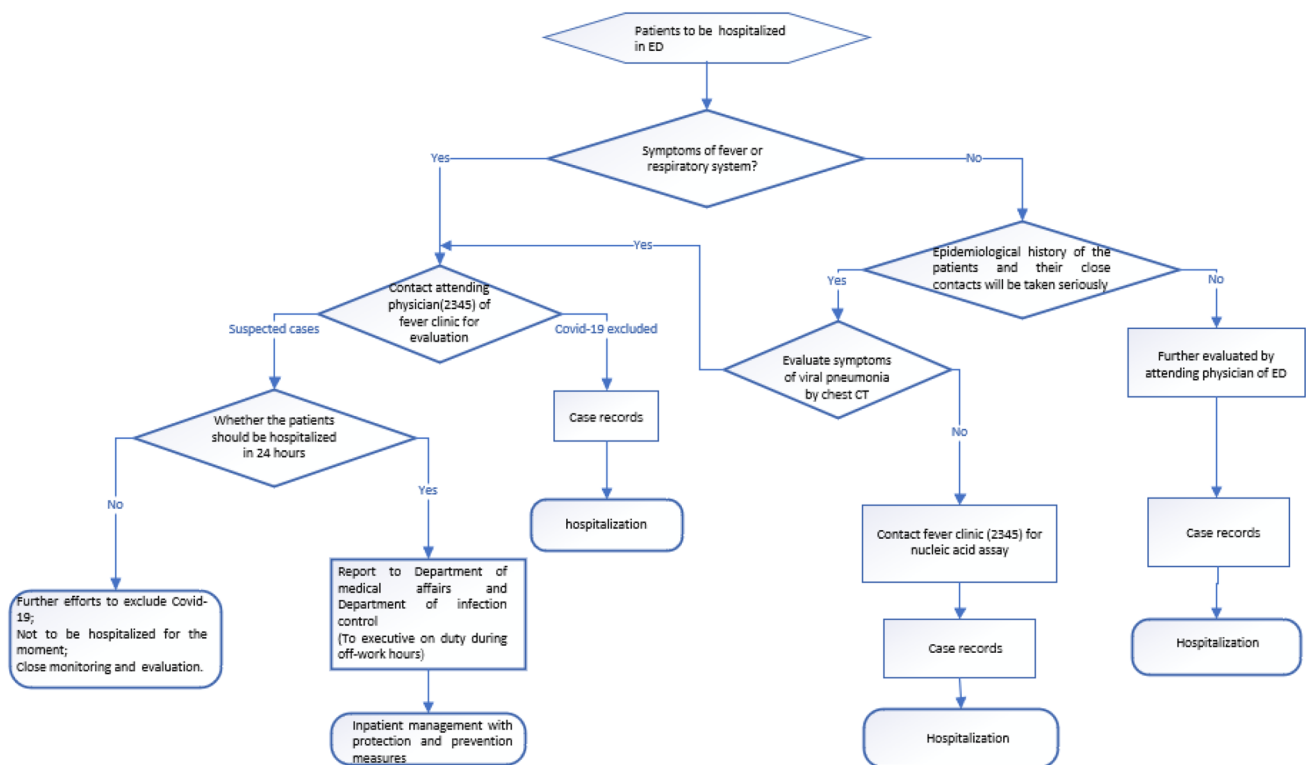 Patients to be hospitalized
in ED
Symptoms of fever or
respiratory system?
Yes
No
Yes
Epidemiological history of the
patients and their close
contacts will be taken seriously
Contact attending
physician(2345) of
fever clinic for
evaluation
Yes
No
Suspected cases
Covid-19 excluded
Evaluate symptoms
of viral pneumonia
by chest CT
Further evaluated by
attending physician of ED
Whether the patients
should be hospitalized
in 24 hours
Case records
No
No
Yes
hospitalization
Contact fever clinic (2345) for
nucleic acid assay
Case records
Report to Department of
medical affairs and
Department of infection
control
(To executive on duty during
off-work hours)
Further efforts to exclude Covid-
19;
Not to be hospitalized for the
moment;
Close monitoring and evaluation.
Case records
Hospitalization
Inpatient management with
protection and prevention
measures
Hospitalization